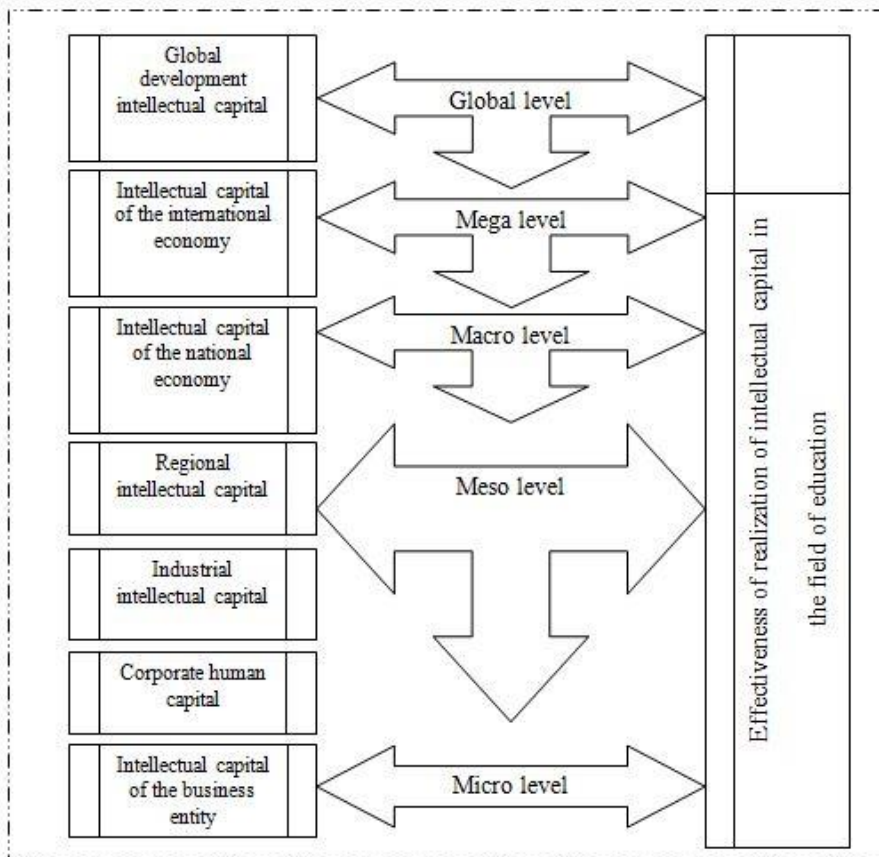 Global
development
intellectual capital
Global level
Intellectual capital
of the international
economy
Mega level
Intellectual capital
of the national
economy
Macro level
Regional
intellectual capital
Meso level
Industrial
intellectual capital
Corporate human
capital
Intellectual capital
of the business
entity
Micro level
Effectiveness of realization of intellectual capital in
the field of education